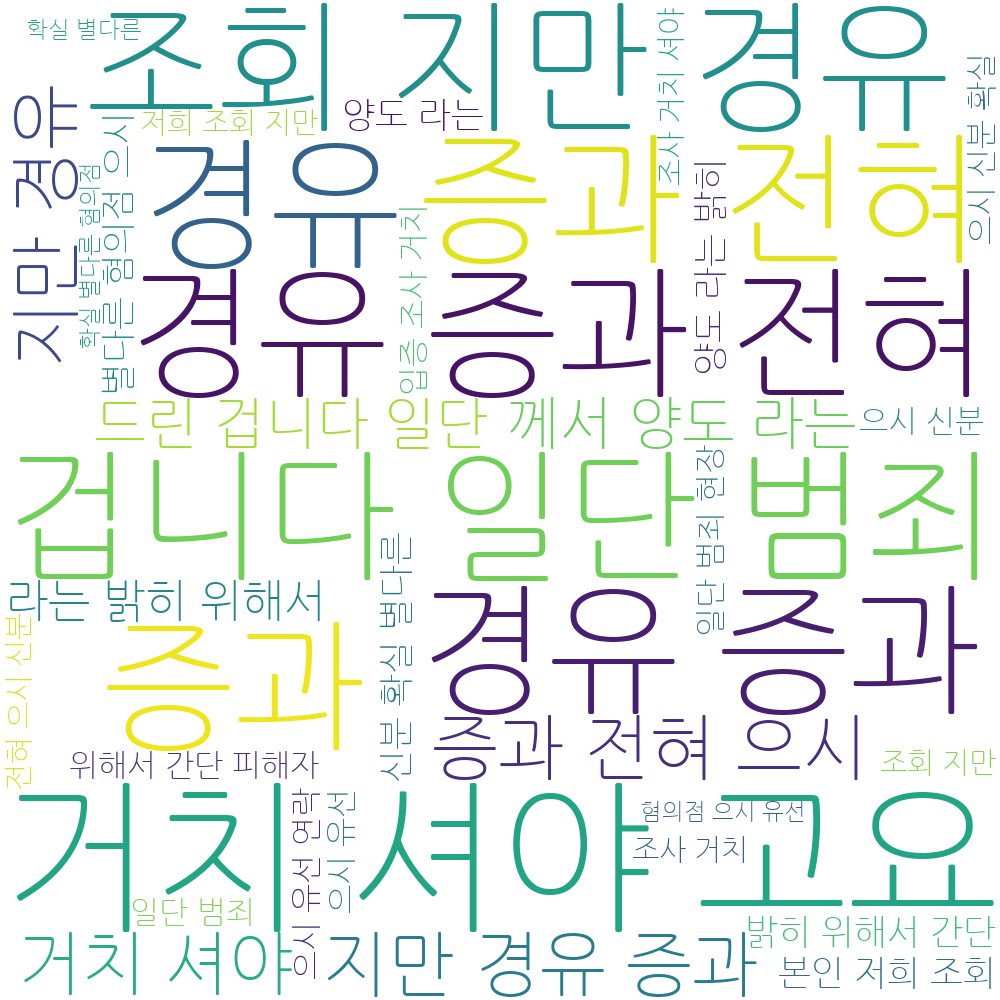 확실 별다른
조회 지만 경유
조사 거치 셔야
으시 신분 확실
저희 조회 지만
양도 라는
지만 경유
확실 별다른 혐의점
별다른 혐의점 으시
경유
증과 전혀
입증 조사 거치
양도 라는 밝히
경유 증과 전혀
드린 겁니다 일단
께서 양도 라는
으시 신분
겁니다 일단 범죄
일단 범죄 현장
라는 밝히 위해서
신분 확실 별다른
경유 증과
전혀 으시 신분
증과
증과 전혀 으시
위해서 간단 피해자
조회 지만
거치 셔야 고요
으시 유선 연락
으시 유선
혐의점 으시 유선
조사 거치
일단 범죄
밝히 위해서 간단
거치 셔야
지만 경유 증과
본인 저희 조회